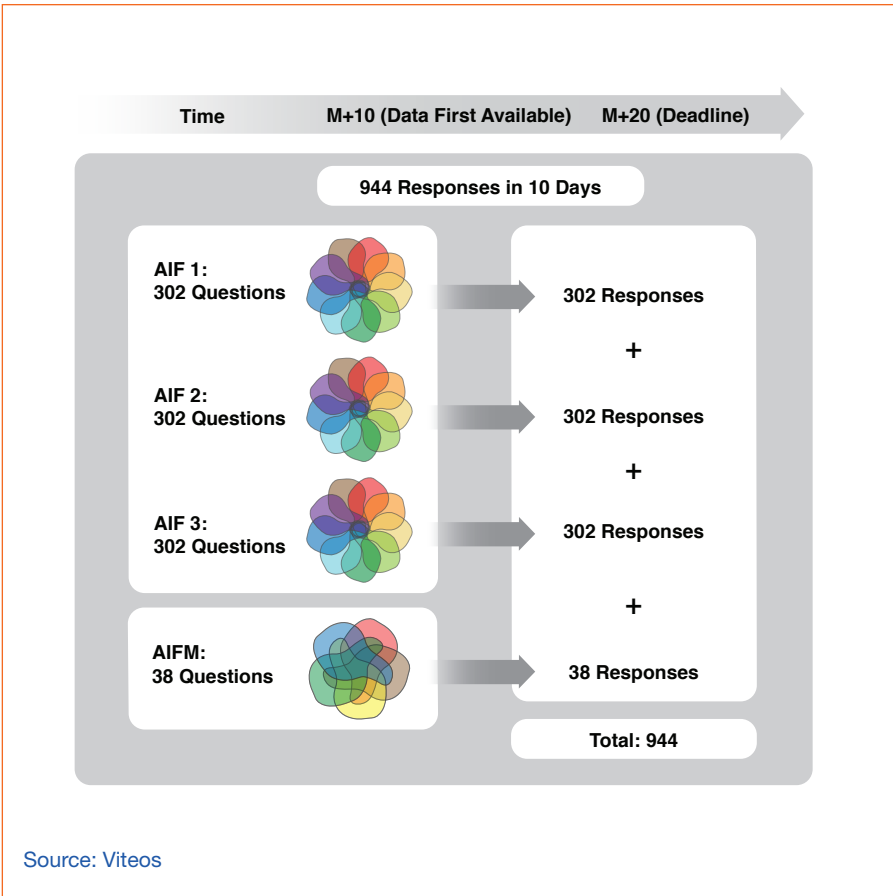 Time M+10 (Data First Available) M+20 (Deadline)
944 Responses in 10 Days
AIF 1:
302 Questions
302 Responses
+
AIF 2:
302 Questions
302 Responses
+
AIF 3:
302 Questions
302 Responses
+
AIFM:
38 Questions
38 Responses
Total: 944
Source: Viteos